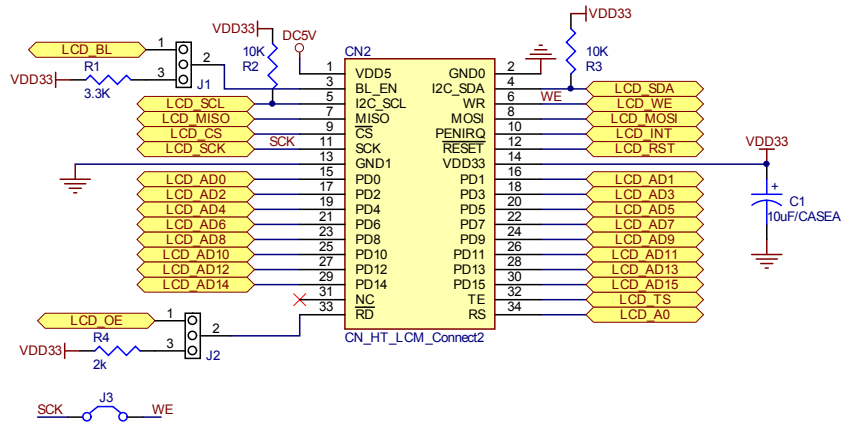 VDD33
DC5V
VDD33
LCD_BL
1
2
3
VDD33
R1
3.3K
J1
10K
R2
10K
R3
CN2
1 VDD5 GND0 2
3 BL_EN I2C_SDA 4 LCD_SDA
LCD_SCL 5 I2C_SCL WR 6 WE LCD_WE
LCD_MISO 7 MISO MOSI 8 LCD_MOSI
LCD_CS 9 CS PENIRQ 10 LCD_INT
LCD_SCK SCK 11 SCK RESET 12 LCD_RST
13 GND1 VDD33 14 VDD33
LCD_AD0 15 PD0 PD1 16 LCD_AD1
LCD_AD2 17 PD2 PD3 18 LCD_AD3
LCD_AD4 19 PD4 PD5 20 LCD_AD5
LCD_AD6 21 PD6 PD7 22 LCD_AD7
LCD_AD8 23 PD8 PD9 24 LCD_AD9
LCD_AD10 25 PD10 PD11 26 LCD_AD11
LCD_AD12 27 PD12 PD13 28 LCD_AD13
LCD_AD14 29 PD14 PD15 30 LCD_AD15
31 NC TE 32 LCD_TS
33 RD RS 34 LCD_A0
+
C1
10uF/CASEA
CN_HT_LCM_Connect2
LCD_OE
1
2
3
VDD33
R4
2k
J2
SCK J3 WE